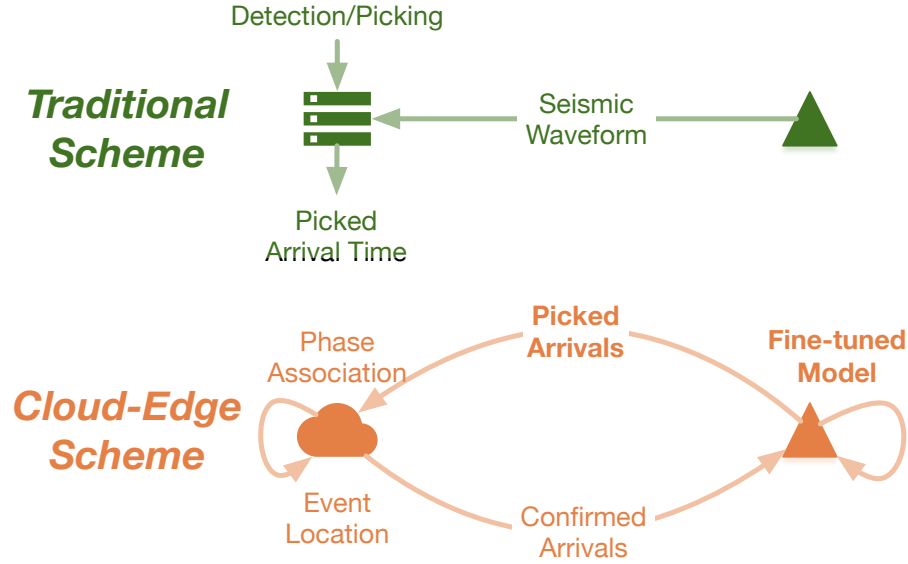 Detection/Picking
Traditional
Scheme
Seismic
Waveform
Picked
Arrival Time
Picked
Arrivals
Fine-tuned
Model
Phase
Association
Cloud-Edge
Scheme
Event
Location
Confirmed
Arrivals